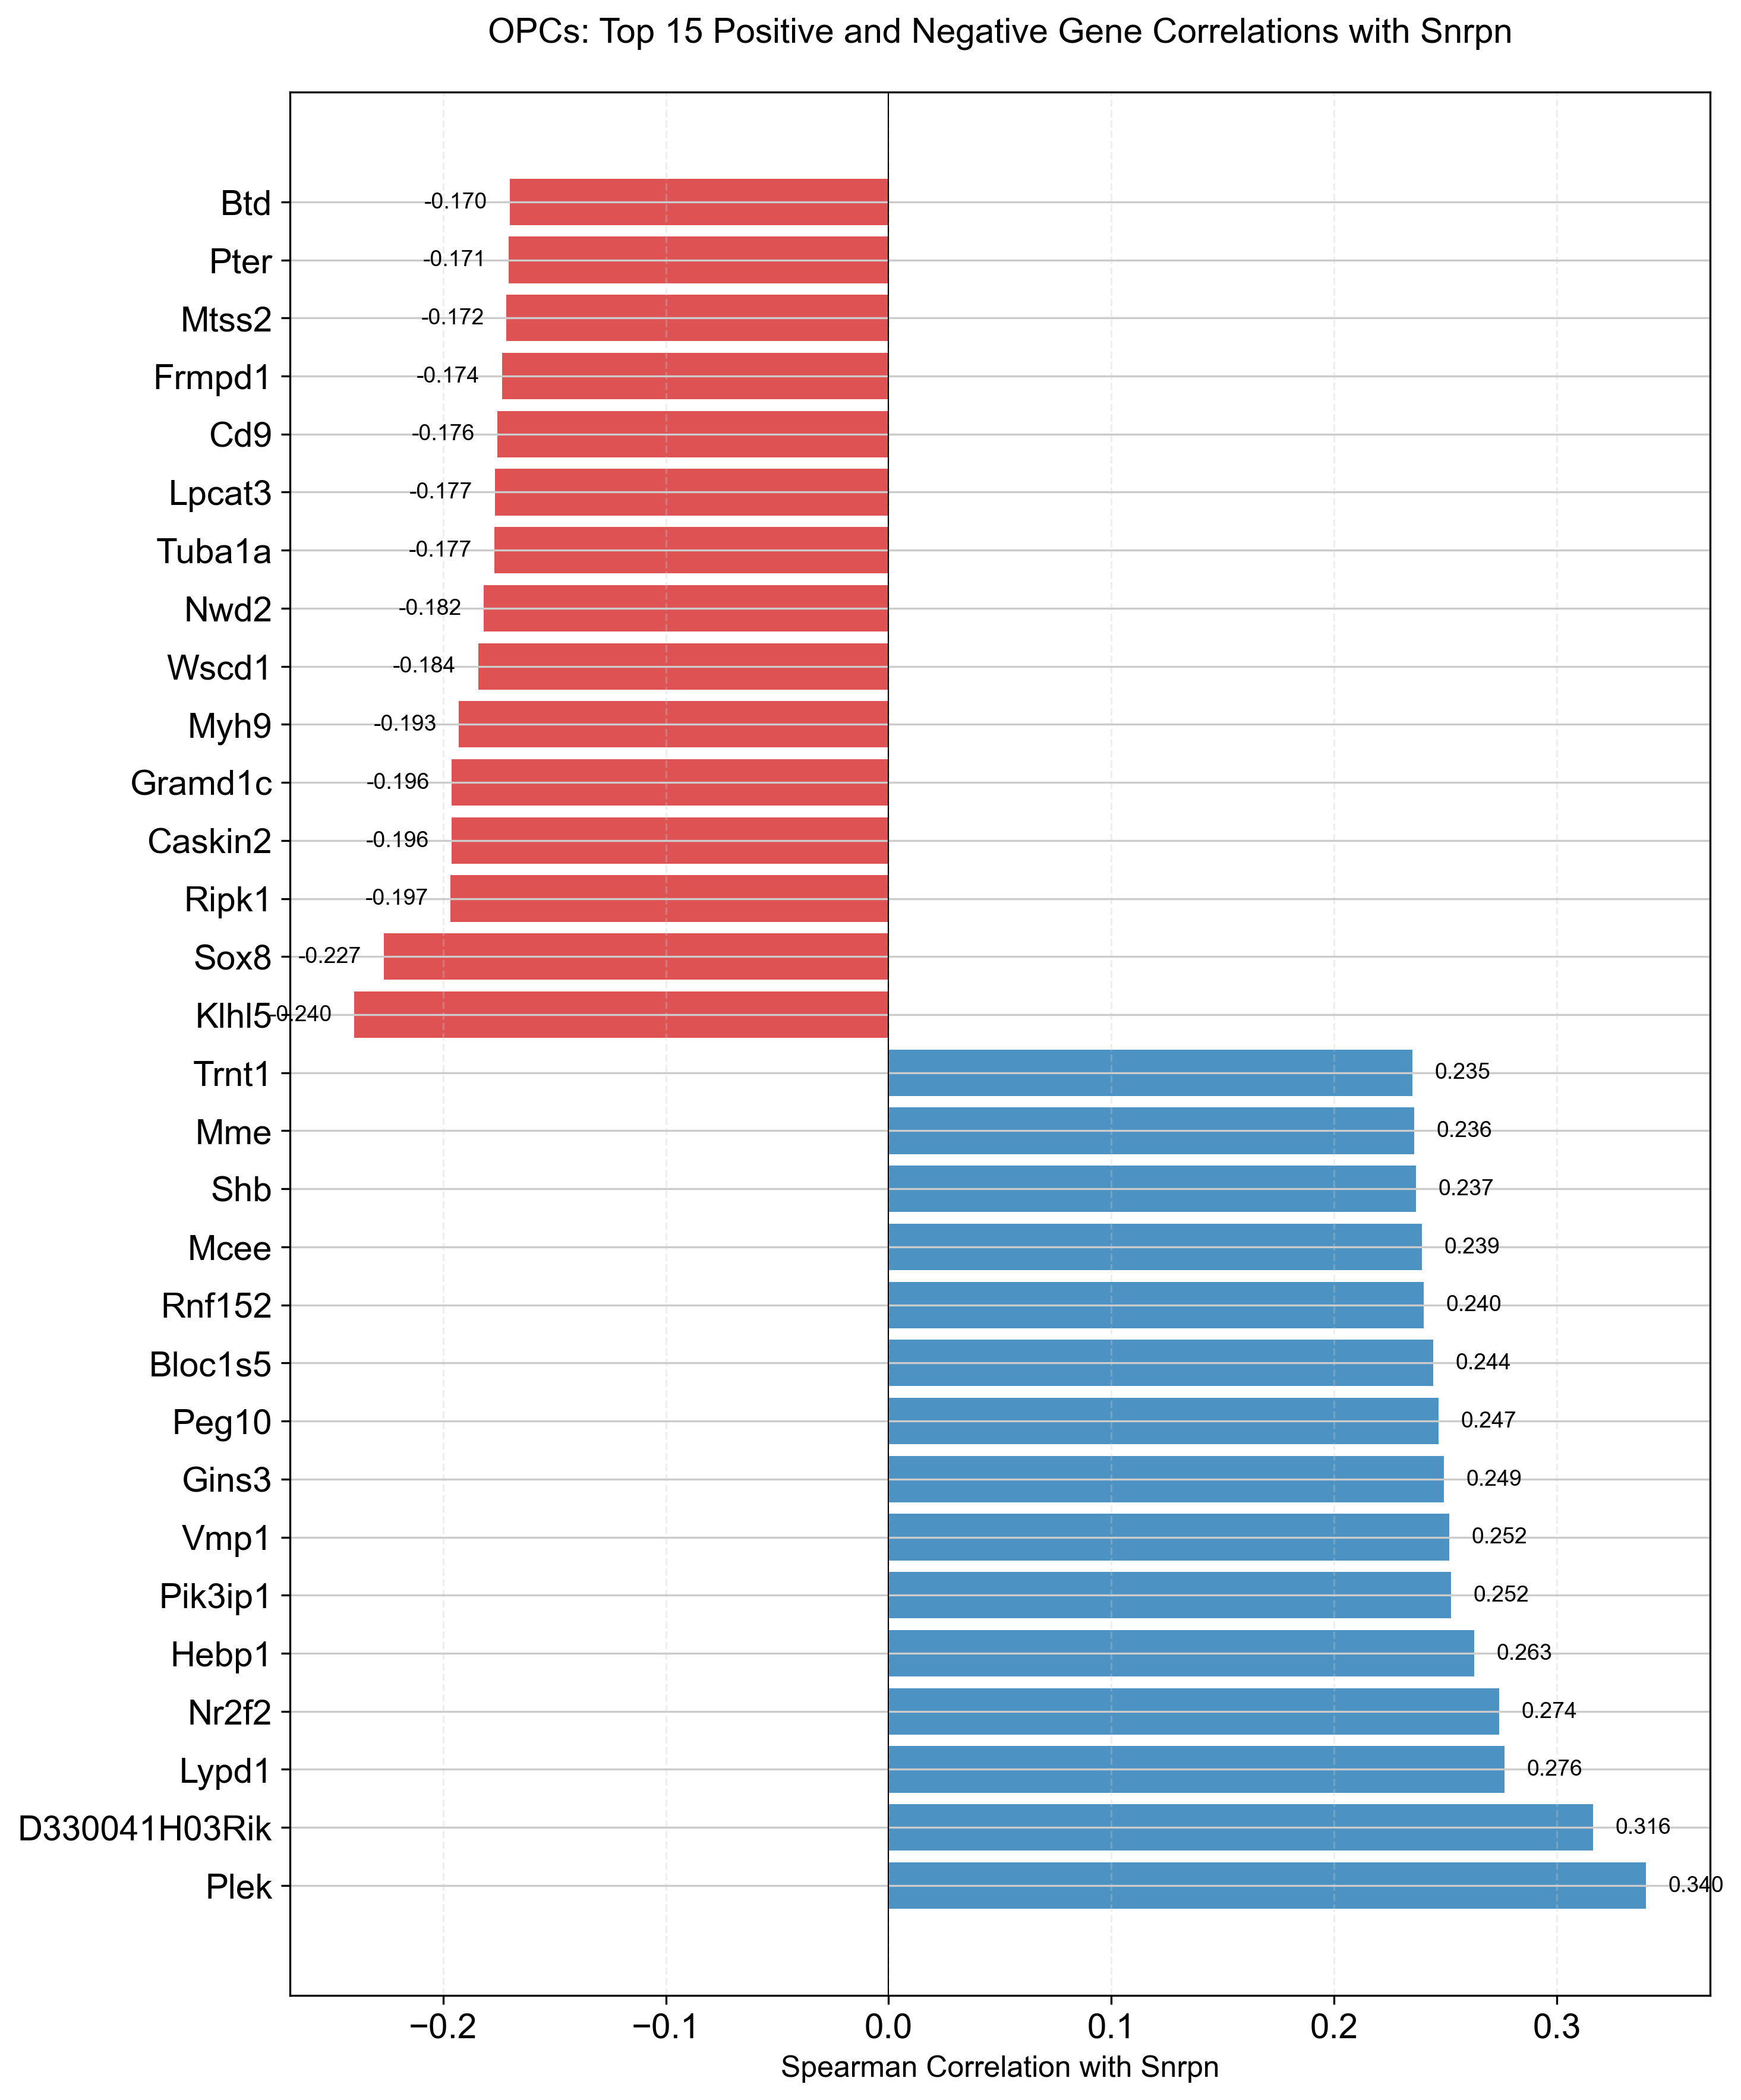 OPCs: Top 15 Positive and Negative Gene Correlations with Snrpn
Btd -0.170
Pter -0.171
Mtss2 -0.172
Frmpd1 -0.174
Cd9 -0.176
Lpcat3 -0.177
Tuba1a -0.177
Nwd2 -0.182
Wscd1 -0.184
Myh9 -0.193
Gramd1c -0.196
Caskin2 -0.196
Ripk1 -0.197
Sox8 -0.227
Klhl5 -0.240
Trnt1 0.235
Mme 0.236
Shb 0.237
Mcee 0.239
Rnf152 0.240
Bloc1s5 0.244
Peg10 0.247
Gins3 0.249
Vmp1 0.252
Pik3ip1 0.252
Hebp1 0.263
Nr2f2 0.274
Lypd1 0.276
D330041H03Rik 0.316
Plek 0.340
−0.2 −0.1 0.0 0.1 0.2 0.3
Spearman Correlation with Snrpn